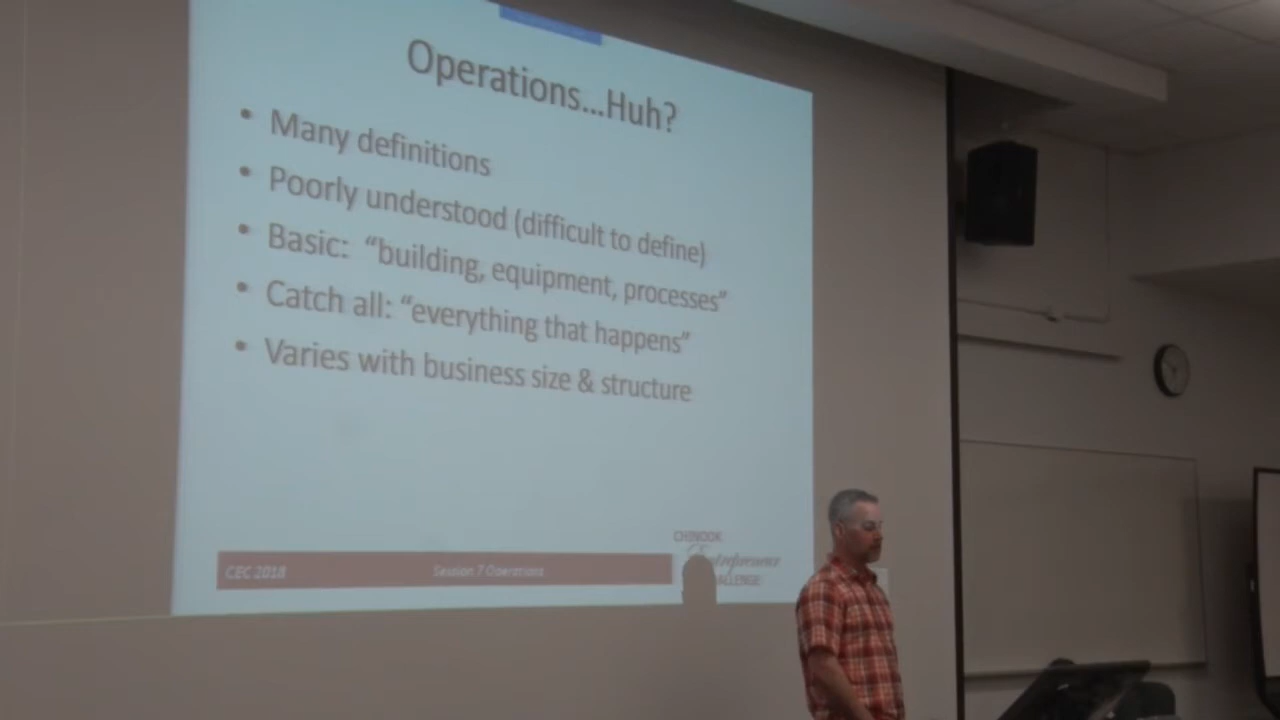 Operations...Huh?
• Many definitions
• Poorly understood (difficult to define)
• Basic: “building, equipment, processes”
• Catch all: “everything that happens”
• Varies with business size & structure
CEC 2018
Session 7 Operations
CHINOOK
Entrepreneur